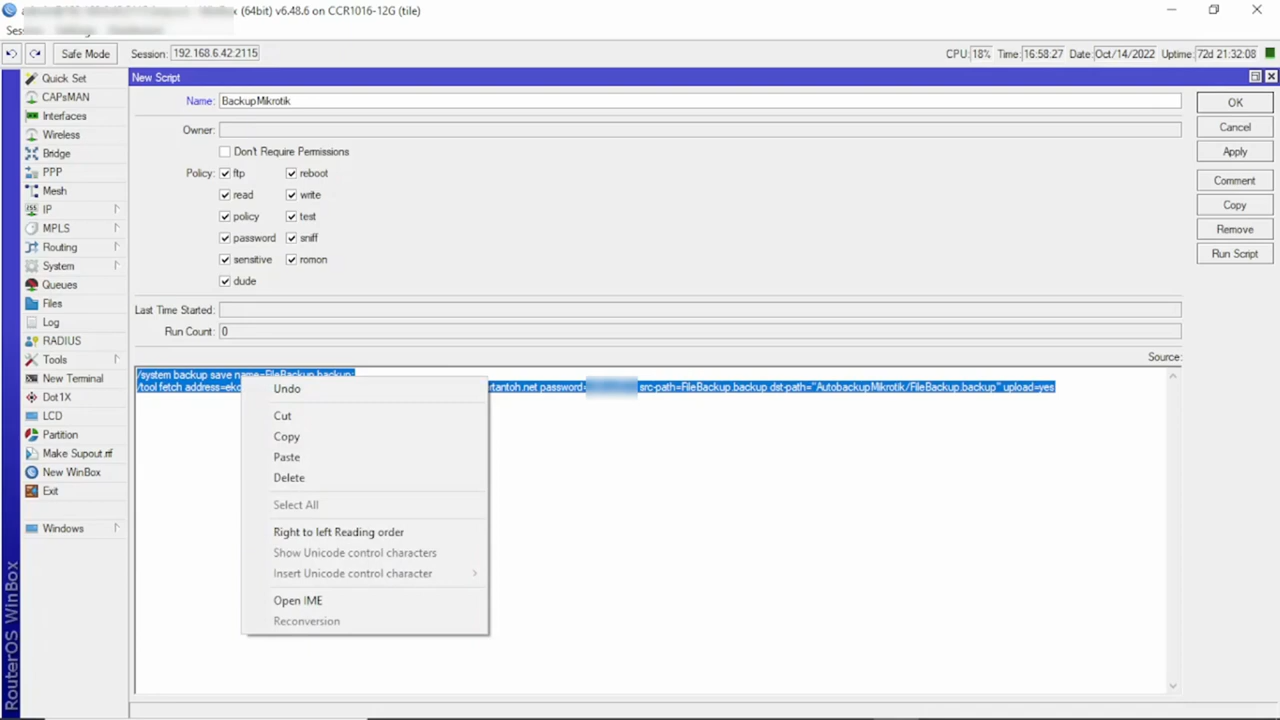 (64bit) v6.48.6 on CCR1016-12G (tile)
Safe Mode
Session: 192.168.6.42:2115
CPU: 18% Time: 16:58:27 Date: Oct/14/2022 Uptime: 72d 21:32:08
Quick Set
CAPsMAN
Interfaces
Wireless
Bridge
PPP
Mesh
IP
MPLS
Routing
System
Queues
Files
Log
RADIUS
Tools
New Terminal
Dot1X
LCD
Partition
Make Supout.rif
New WinBox
Exit
Windows
RouterOS WinBox
New Script
Name: BackupMikrotik
Owner:
Don't Require Permissions
Policy: ftp reboot
read write
policy test
password sniff
sensitive romon
dude
Last Time Started:
Run Count: 0
Source:
/system backup save name=FileBackup.backup;
/tool fetch address=eko rtantoh.net password= src-path=FileBackup.backup dst-path="AutobackupMikrotik/FileBackup.backup" upload=yes
Undo
Cut
Copy
Paste
Delete
Select All
Right to left Reading order
Show Unicode control characters
Insert Unicode control character
Open IME
Reconversion
OK
Cancel
Apply
Comment
Copy
Remove
Run Script